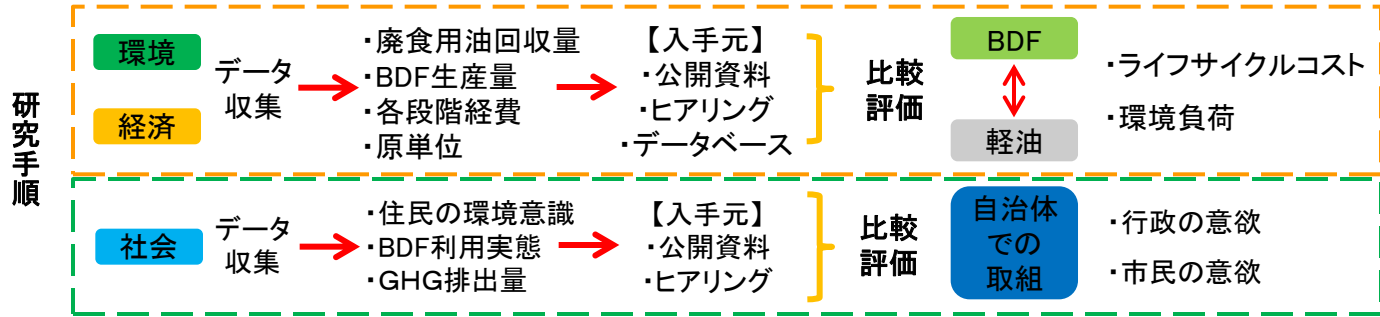 研究手順
環境
経済
データ
収集
・廃食用油回収量
・BDF生産量
・各段階経費
・原単位
【入手元】
・公開資料
・ヒアリング
・データベース
比較
評価
BDF
軽油
・ライフサイクルコスト
・環境負荷
社会
データ
収集
・住民の環境意識
・BDF利用実態
・GHG排出量
【入手元】
・公開資料
・ヒアリング
比較
評価
自治体
での
取組
・行政の意欲
・市民の意欲